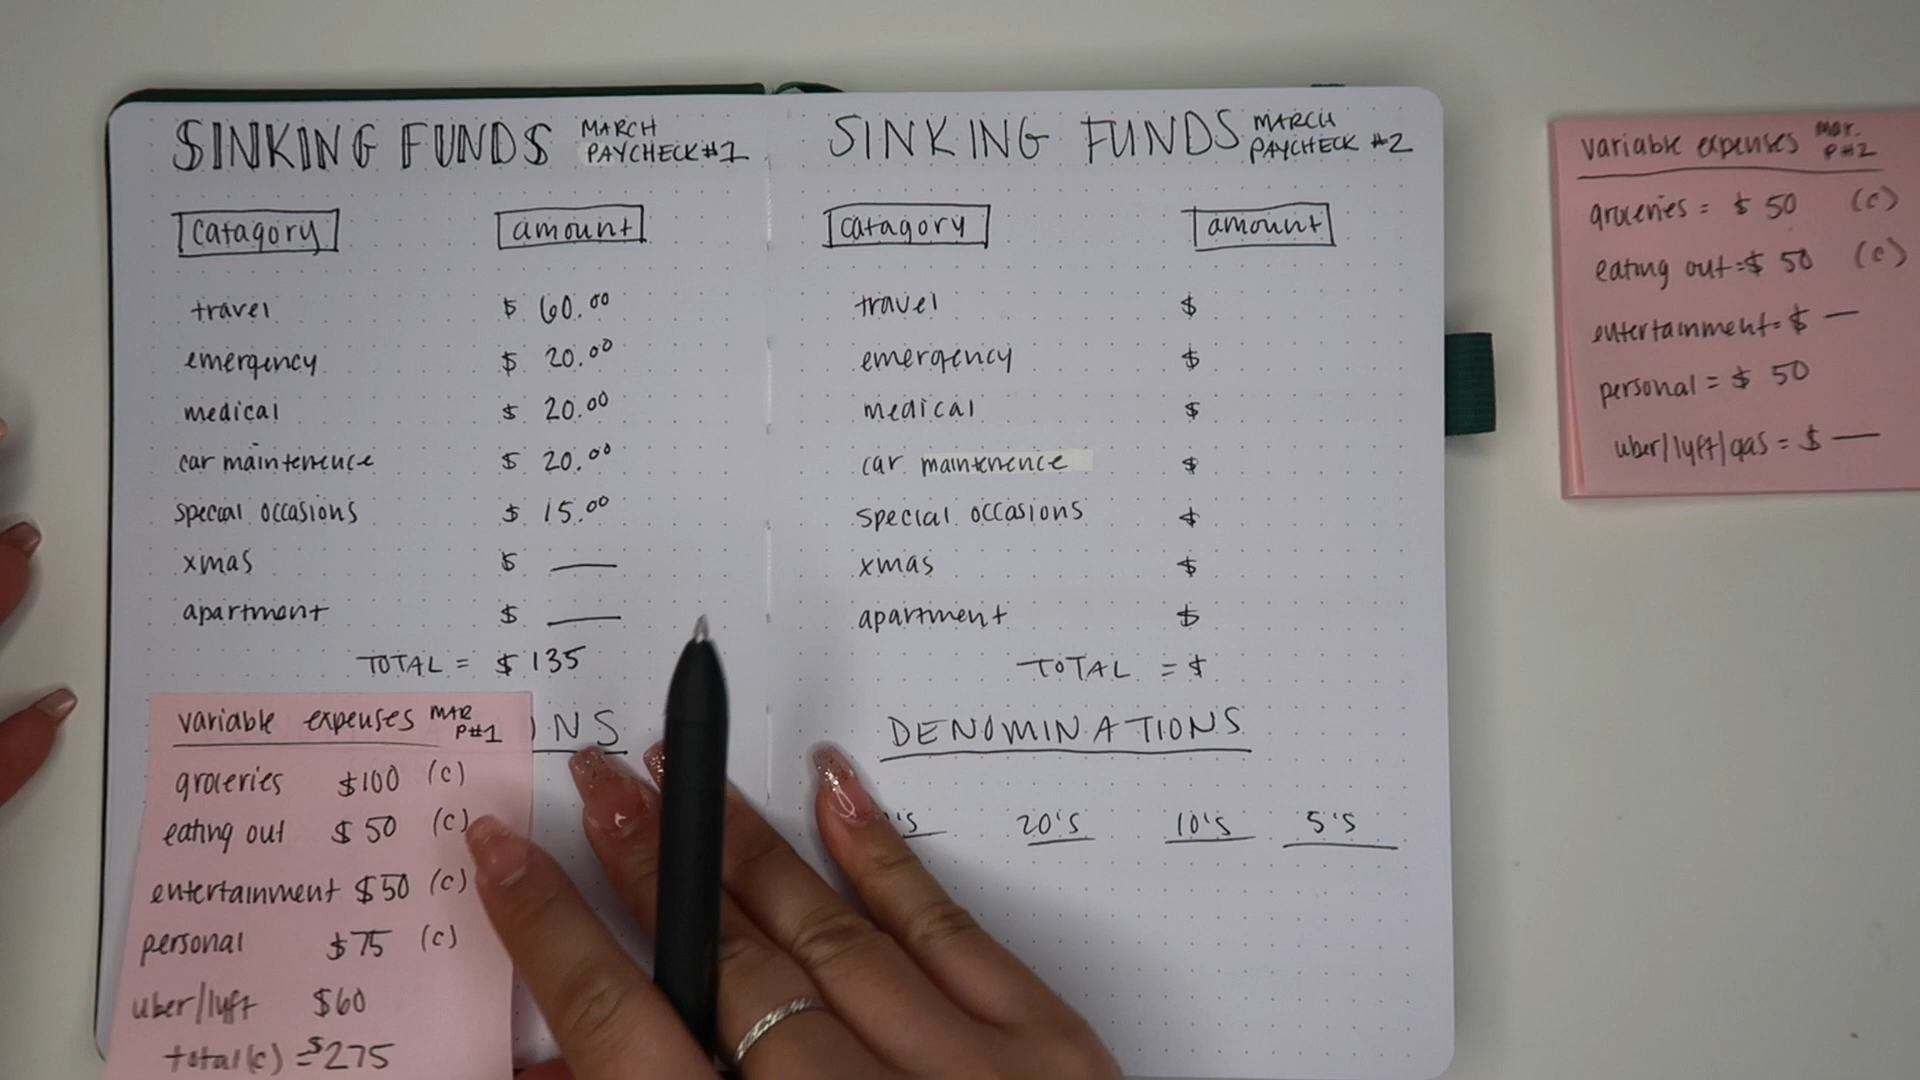 SINKING FUNDS MARCH PAYCHECK #1
catagory amount
travel $ 60.00
emergency $ 20.00
medical $ 20.00
car maintenence $ 20.00
special occasions $ 15.00
xmas $ —
apartment $ —
TOTAL = $ 135
variable expenses MAR P#1
groceries $100 (c)
eating out $ 50 (c)
entertainment $50 (c)
personal $75 (c)
uber/lyft $60
total(c) = $275
SINKING FUNDS MARCH PAYCHECK #2
catagory amount
travel $
emergency $
medical $
car maintenence $
special occasions $
xmas $
apartment $
TOTAL = $
DENOMINATIONS
20's 10's 5's
variable expenses mar. P#2
groceries = $ 50 (c)
eating out = $ 50 (c)
entertainment = $ —
personal = $ 50
uber/lyft/gas = $ —